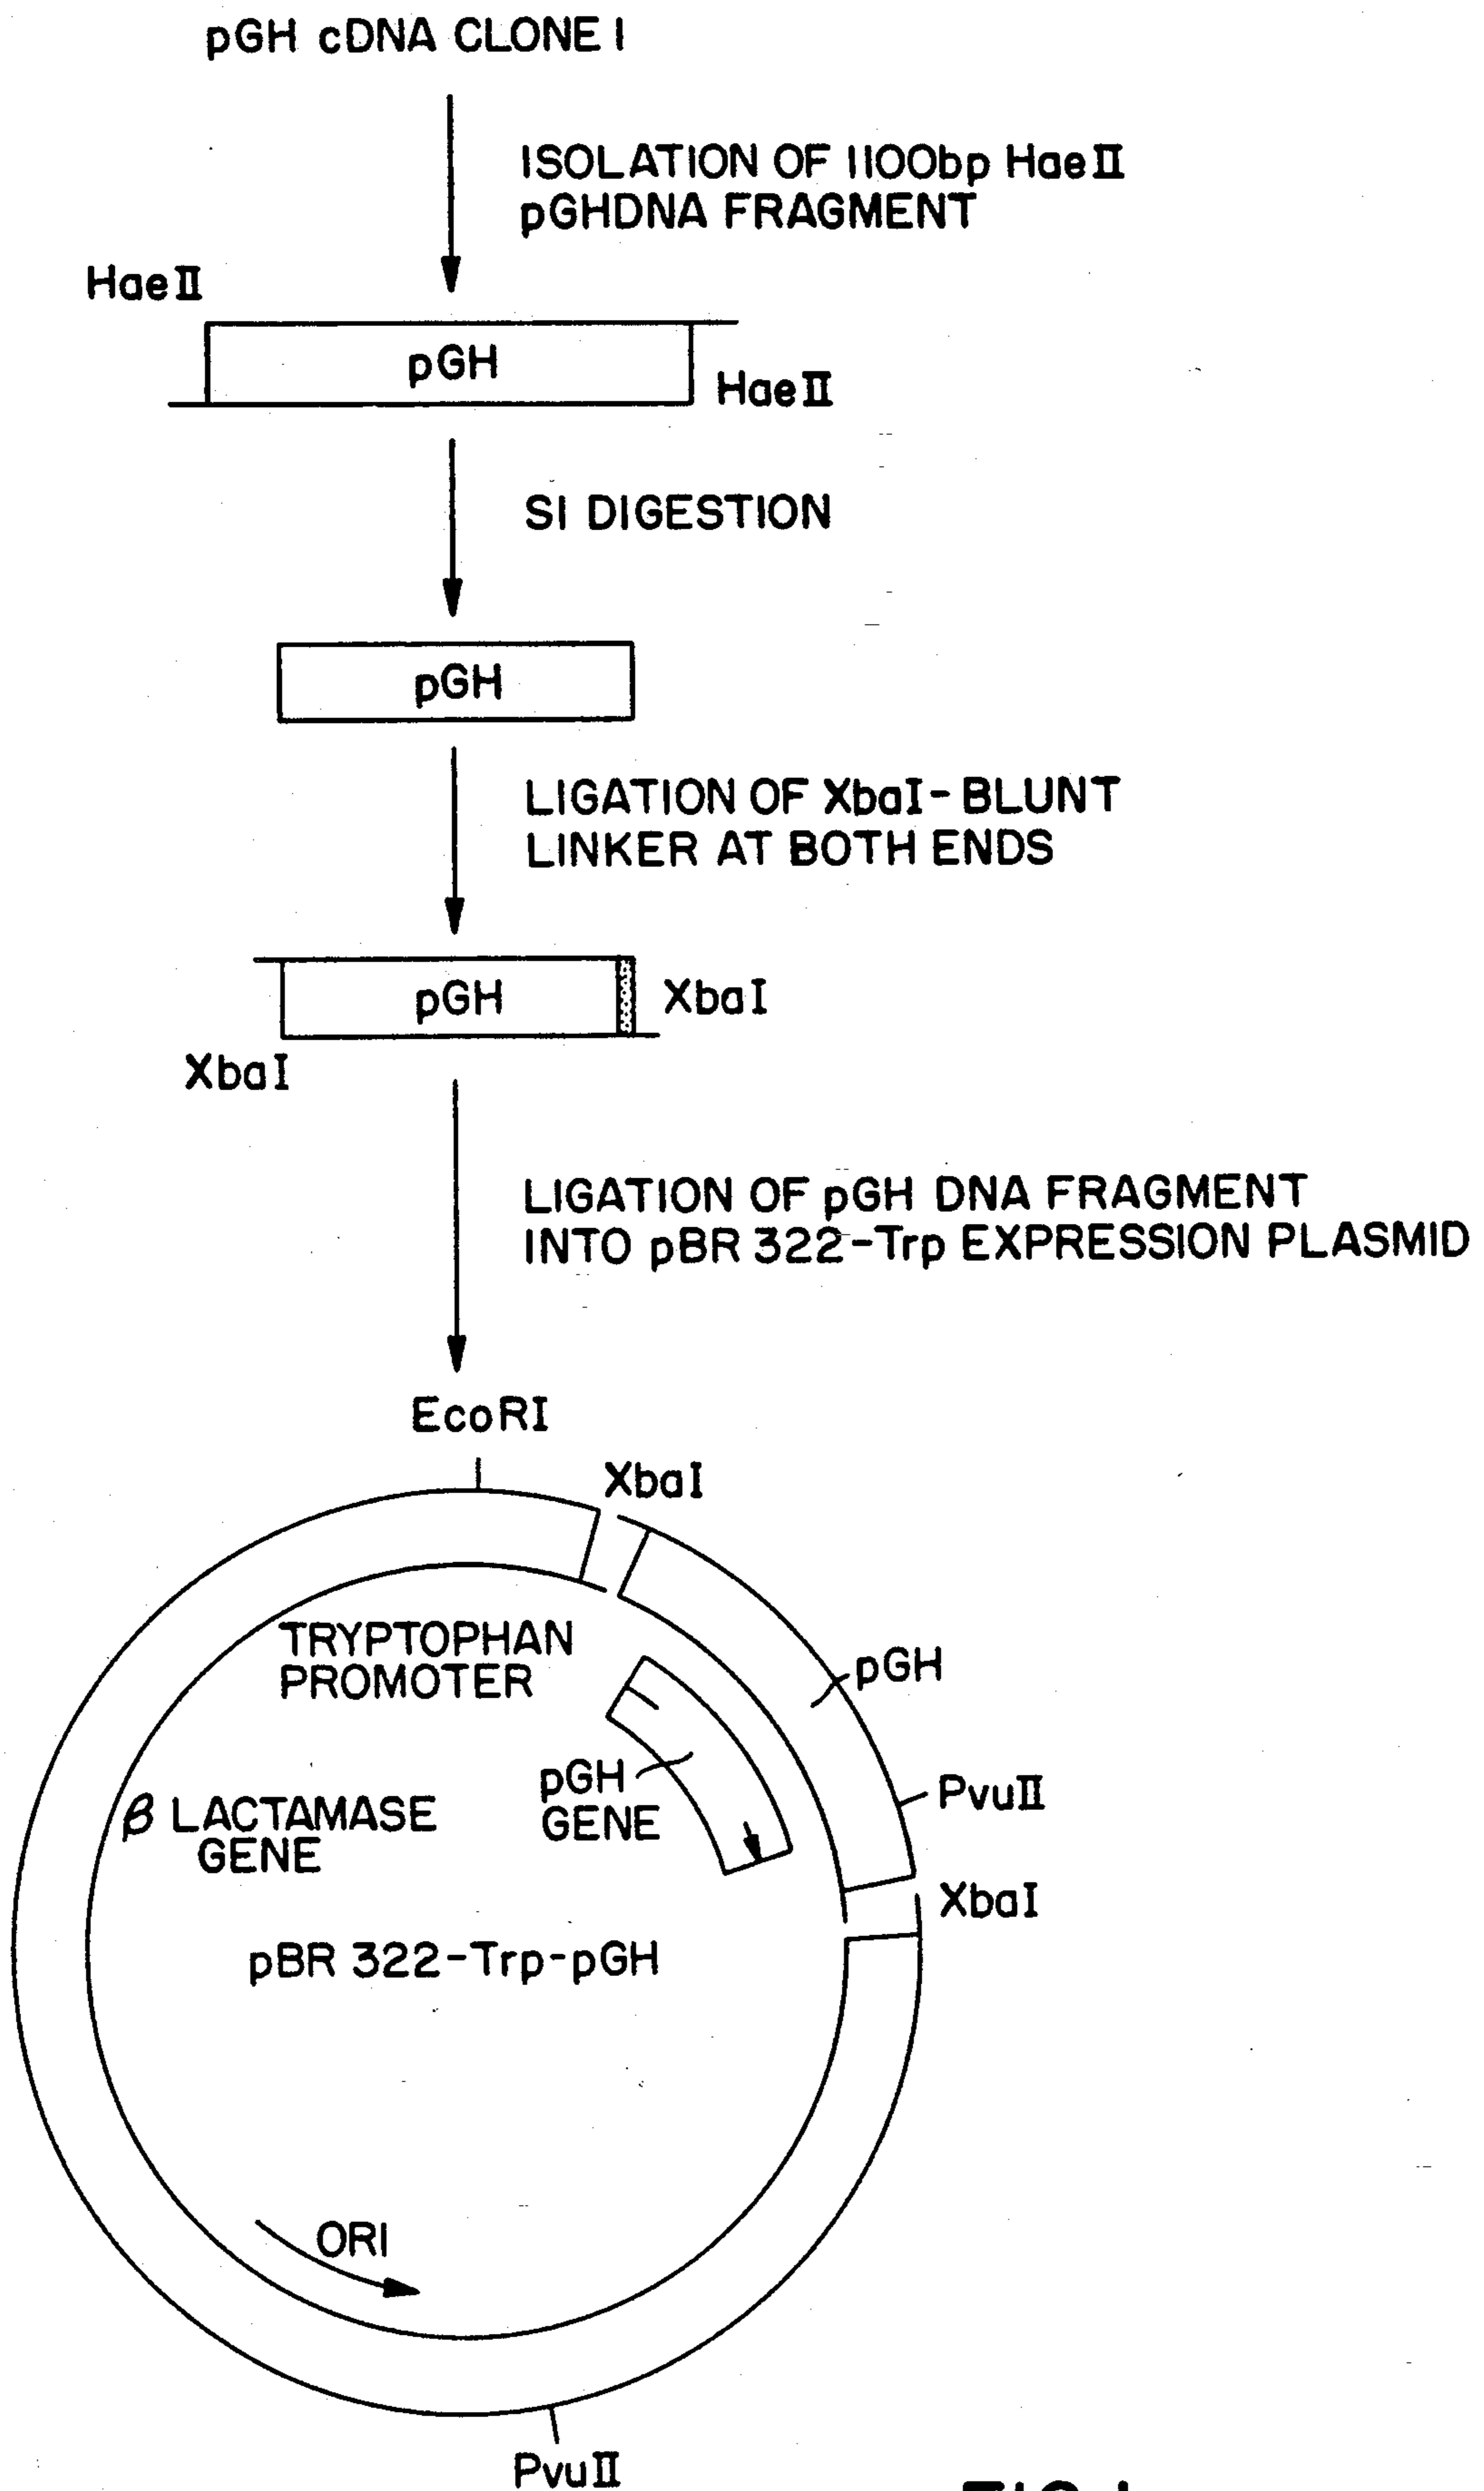 pGH cDNA CLONE 1
ISOLATION OF 1100bp HaeII
pGHDNA FRAGMENT
HaeII
pGH
HaeII
S1 DIGESTION
pGH
LIGATION OF XbaI-BLUNT
LINKER AT BOTH ENDS
pGH
XbaI
XbaI
LIGATION OF pGH DNA FRAGMENT
INTO pBR 322-Trp EXPRESSION PLASMID
EcoRI
XbaI
TRYPTOPHAN
PROMOTER
pGH
pGH
GENE
PvuII
β LACTAMASE
GENE
XbaI
pBR 322-Trp-pGH
ORI
PvuII